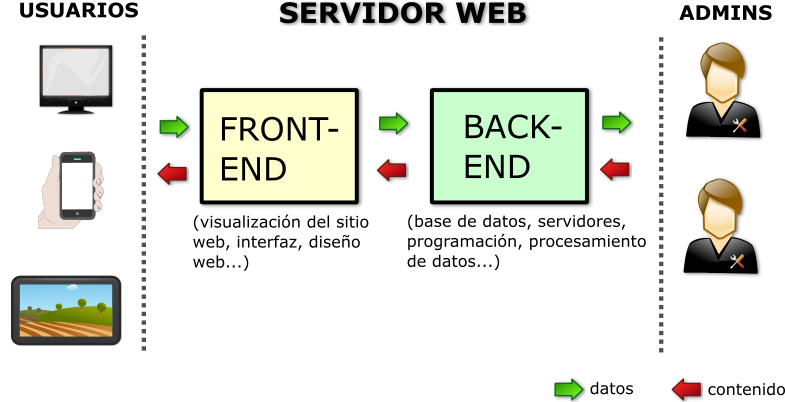 USUARIOS
SERVIDOR WEB
ADMINS
FRONT-
END
BACK-
END
(visualización del sitio
web, interfaz, diseño
web...)
(base de datos, servidores,
programación, procesamiento
de datos...)
datos
contenido